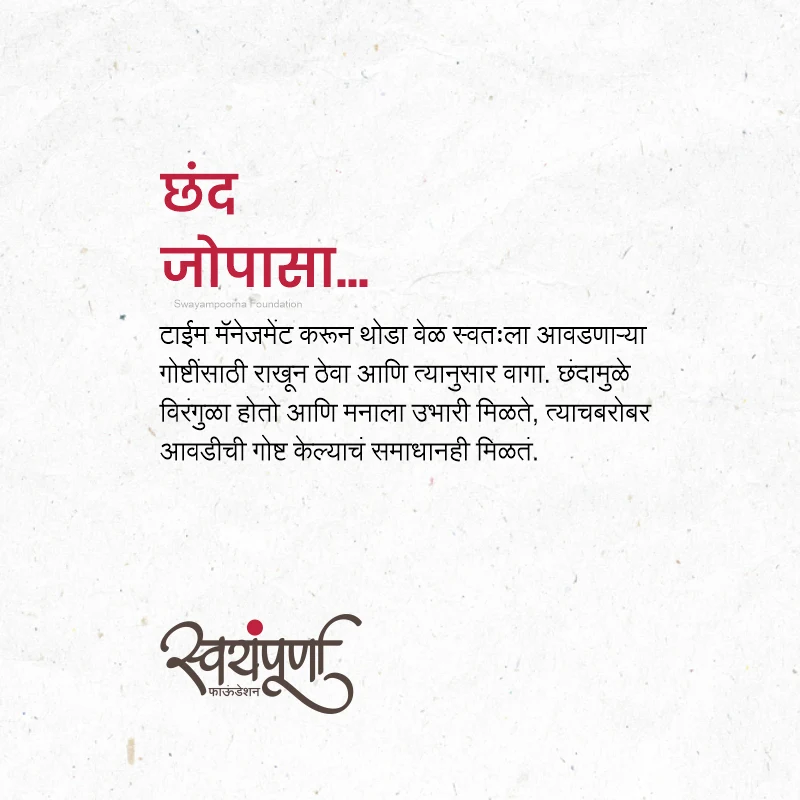 छंद
जोपासा...
Swayampoorna Foundation
टाईम मॅनेजमेंट करून थोडा वेळ स्वतःला आवडणाऱ्या
गोष्टींसाठी राखून ठेवा आणि त्यानुसार वागा. छंदामुळे
विरंगुळा होतो आणि मनाला उभारी मिळते, त्याचबरोबर
आवडीची गोष्ट केल्याचं समाधानही मिळतं.
स्वयंपूर्णा
फाऊंडेशन